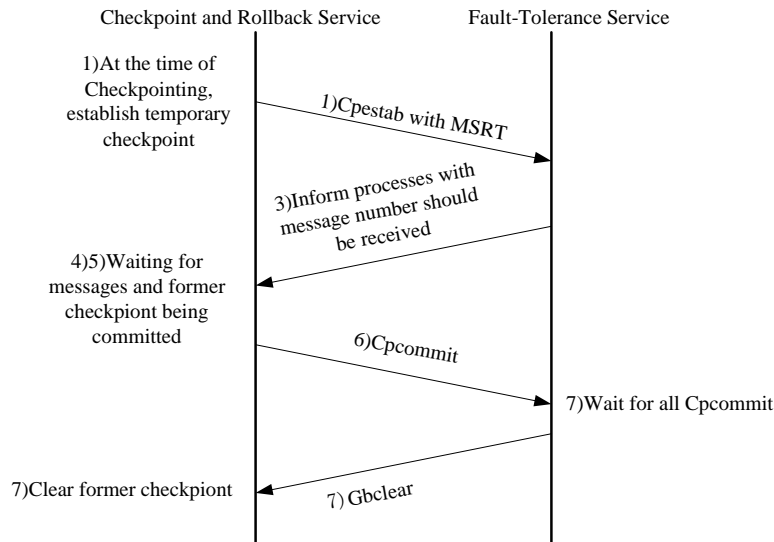 Checkpoint and Rollback Service
Fault-Tolerance Service
1)At the time of
Checkpointing,
establish temporary
checkpoint
1)Cpestab with MSRT
3)Inform processes with
message number should
be received
4)5)Waiting for
messages and former
checkpiont being
committed
6)Cpcommit
7)Wait for all Cpcommit
7)Clear former checkpiont
7) Gbclear